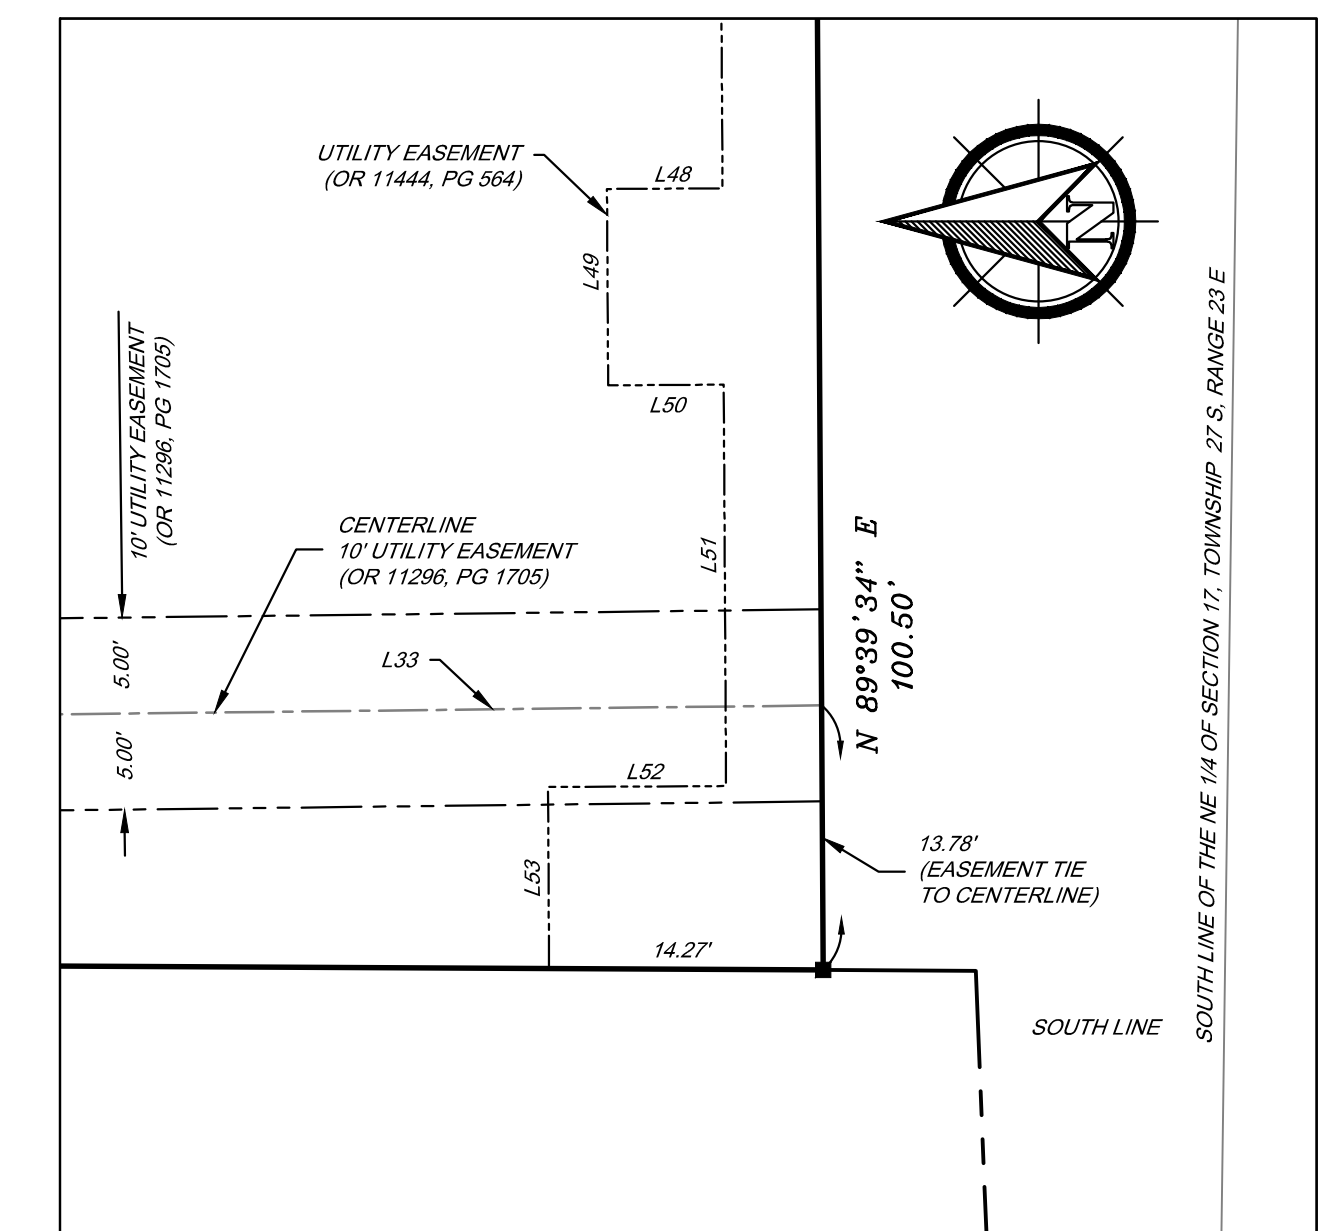 UTILITY EASEMENT
(OR 11444, PG 564)
L48
N
L49
10' UTILITY EASEMENT
(OR 11296, PG 1705)
L50
CENTERLINE
10' UTILITY EASEMENT
(OR 11296, PG 1705)
L51
N 89°39'34" E
100.50'
SOUTH LINE OF THE NE 1/4 OF SECTION 17, TOWNSHIP 27 S, RANGE 23 E
5.00'
L33
5.00'
L52
13.78'
(EASEMENT TIE
TO CENTERLINE)
L53
14.27'
SOUTH LINE